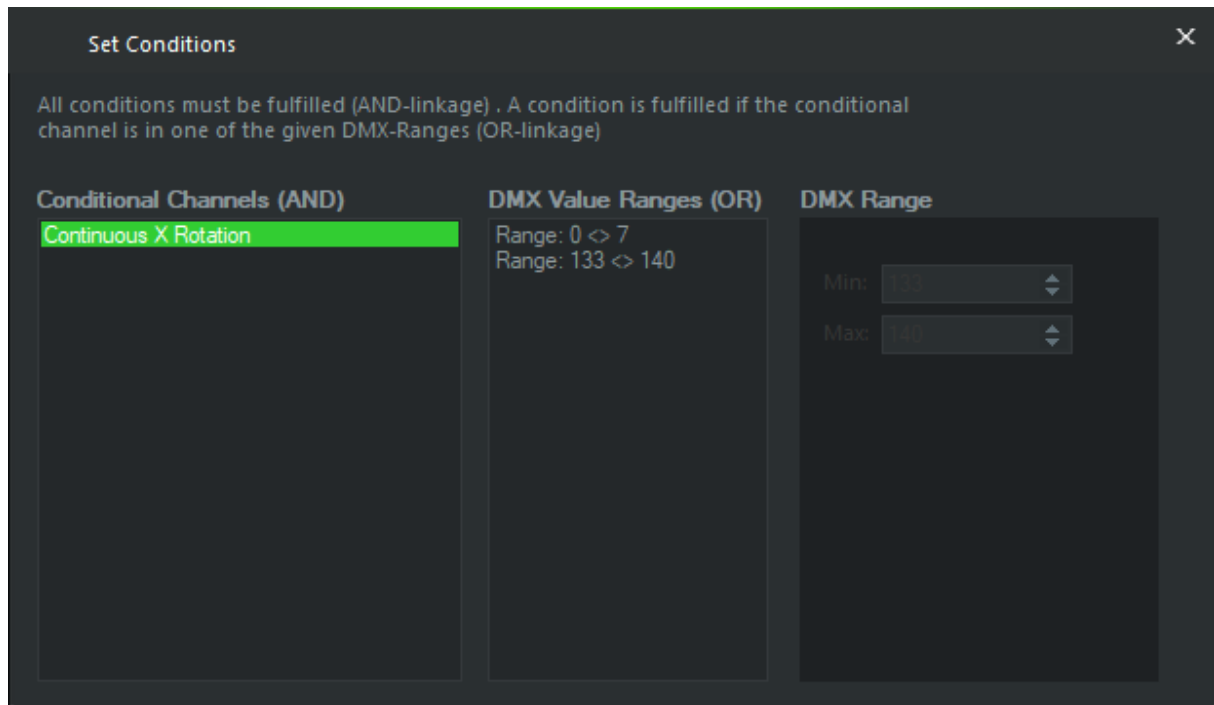 Set Conditions
All conditions must be fulfilled (AND-linkage) . A condition is fulfilled if the conditional
channel is in one of the given DMX-Ranges (OR-linkage)
Conditional Channels (AND)
Continuous X Rotation
DMX Value Ranges (OR)
Range: 0 <> 7
Range: 133 <> 140
DMX Range
Min: 133
Max: 140